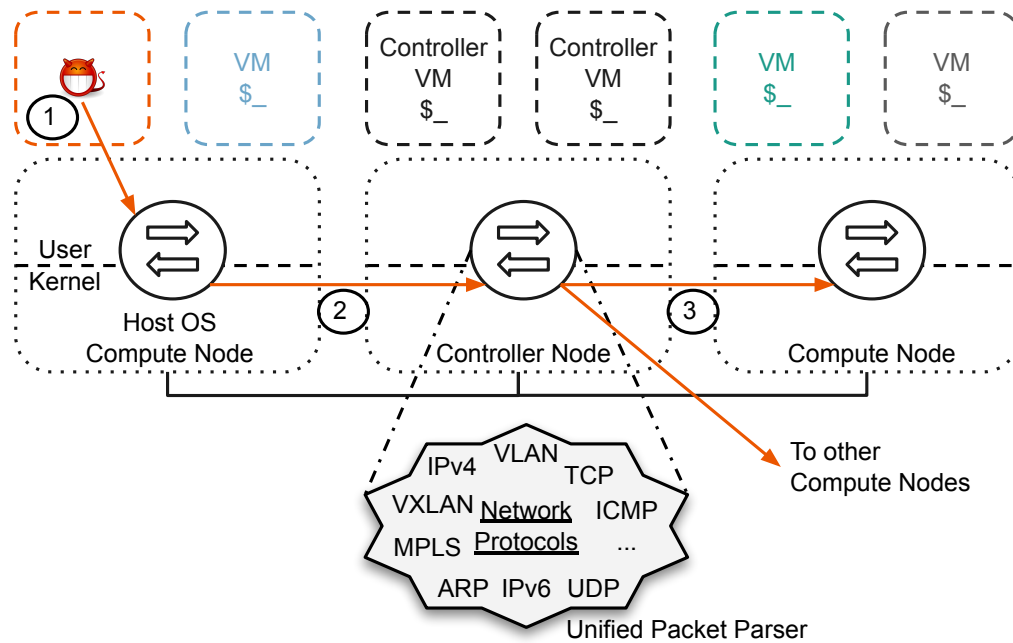 1
VM
$_
Controller
VM
$_
Controller
VM
$_
VM
$_
VM
$_
User
Kernel
2
3
Host OS
Compute Node
Controller Node
Compute Node
To other
Compute Nodes
IPv4
VLAN
TCP
VXLAN
Network
Protocols
ICMP
MPLS
...
ARP
IPv6
UDP
Unified Packet Parser